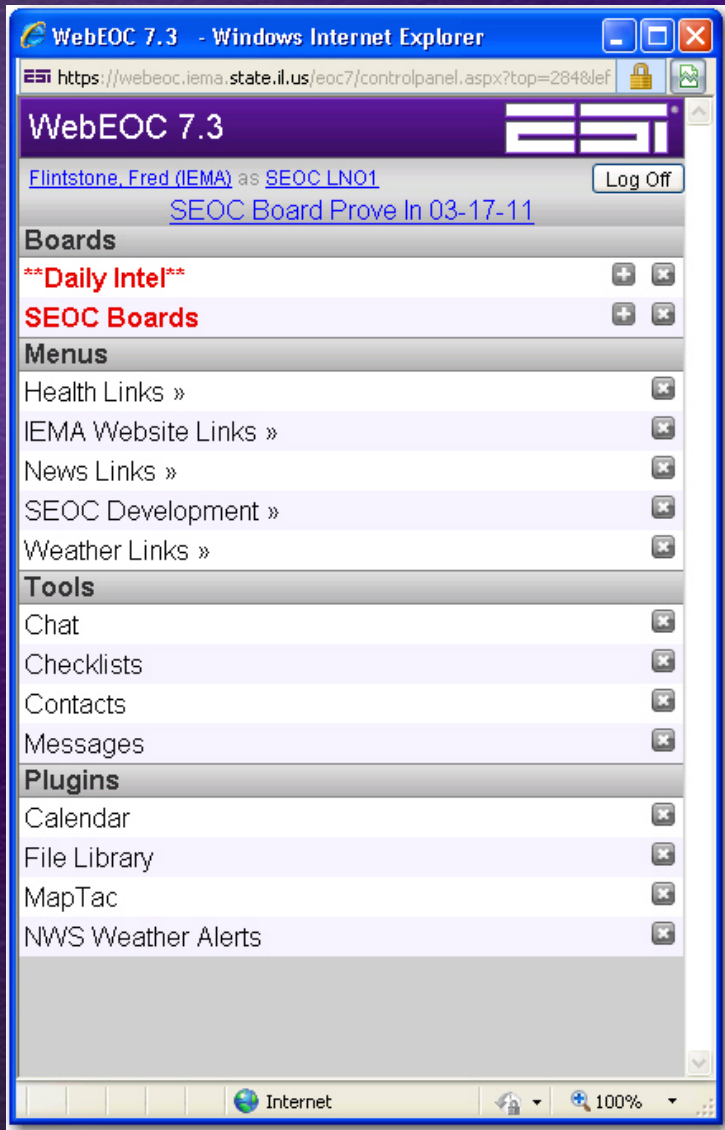 WebEOC 7.3 - Windows Internet Explorer
ESi https://webeoc.iema.state.il.us/eoc7/controlpanel.aspx?top=284&lef
WebEOC 7.3
ESi
Flintstone, Fred (IEMA) as SEOC LNO1
Log Off
SEOC Board Prove In 03-17-11
Boards
**Daily Intel**
SEOC Boards
Menus
Health Links »
IEMA Website Links »
News Links »
SEOC Development »
Weather Links »
Tools
Chat
Checklists
Contacts
Messages
Plugins
Calendar
File Library
MapTac
NWS Weather Alerts
Internet
100%